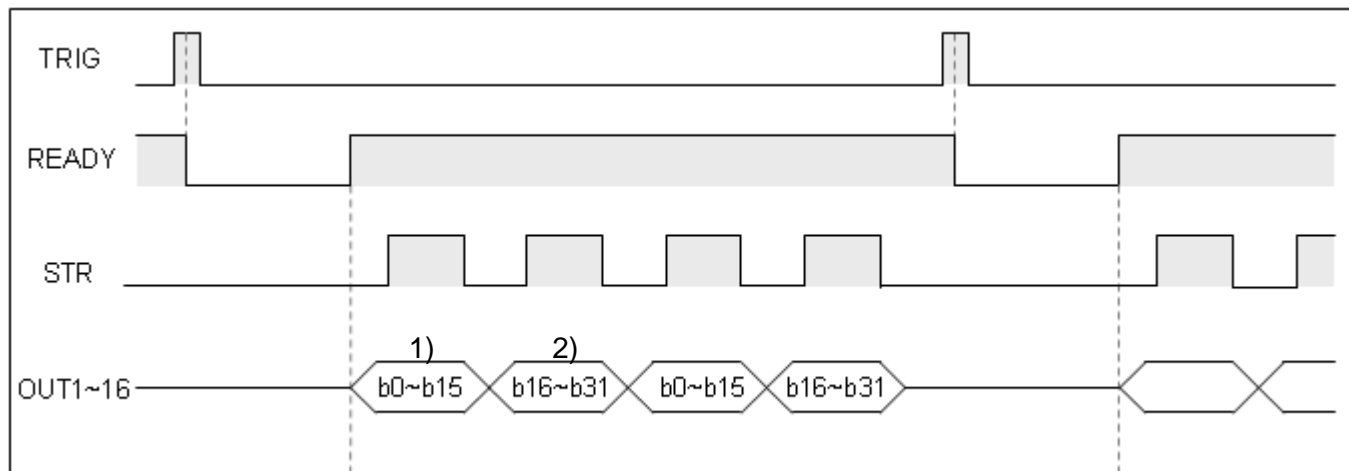 TRIG
READY
STR
1) 2)
OUT1~16 b0~b15 b16~b31 b0~b15 b16~b31